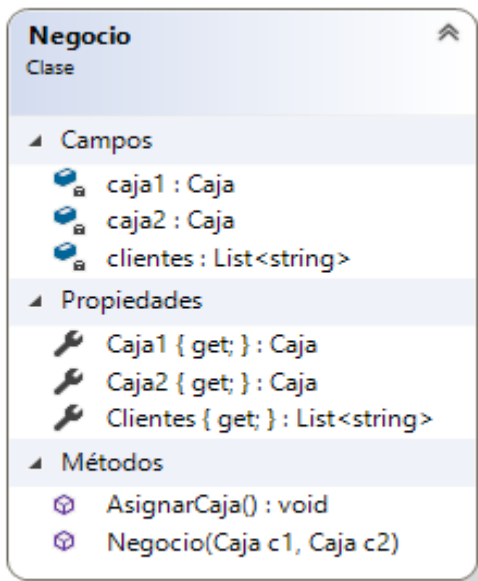 Negocio
Clase
Campos
caja1 : Caja
caja2 : Caja
clientes : List<string>
Propiedades
Caja1 { get; } : Caja
Caja2 { get; } : Caja
Clientes { get; } : List<string>
Métodos
AsignarCaja() : void
Negocio(Caja c1, Caja c2)